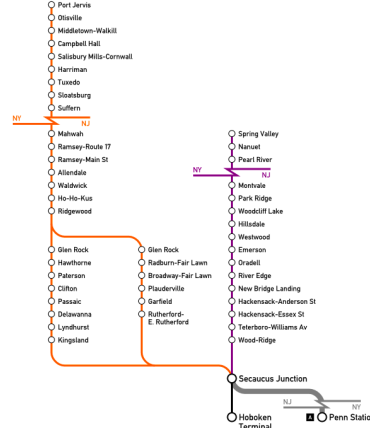 Port Jervis
Otisville
Middletown-Walkill
Campbell Hall
Salisbury Mills-Cornwall
Harriman
Tuxedo
Sloatsburg
Suffern
NY
NJ
Mahwah
Ramsey-Route 17
Ramsey-Main St
Allendale
Waldwick
Ho-Ho-Kus
Ridgewood
Glen Rock
Hawthorne
Paterson
Clifton
Passaic
Delawanna
Lyndhurst
Kingsland
Glen Rock
Radburn-Fair Lawn
Broadway-Fair Lawn
Plauderville
Garfield
Rutherford-
E. Rutherford
Spring Valley
Nanuet
Pearl River
NY
NJ
Montvale
Park Ridge
Woodcliff Lake
Hillsdale
Westwood
Emerson
Oradell
River Edge
New Bridge Landing
Hackensack-Anderson St
Hackensack-Essex St
Teterboro-Williams Av
Wood-Ridge
Secaucus Junction
NJ
NY
Hoboken
Terminal
A
Penn Statio